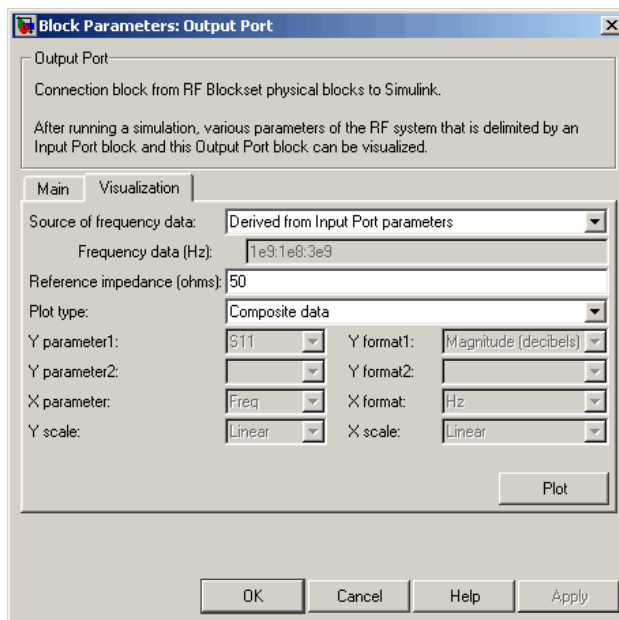 Block Parameters: Output Port
Output Port
Connection block from RF Blockset physical blocks to Simulink.
After running a simulation, various parameters of the RF system that is delimited by an
Input Port block and this Output Port block can be visualized.
Main Visualization
Source of frequency data: Derived from Input Port parameters
Frequency data (Hz): 1e9:1e8:3e9
Reference impedance (ohms): 50
Plot type: Composite data
Y parameter1: S11 Y format1: Magnitude (decibels)
Y parameter2: Y format2:
X parameter: Freq X format: Hz
Y scale: Linear X scale: Linear
Plot
OK Cancel Help Apply